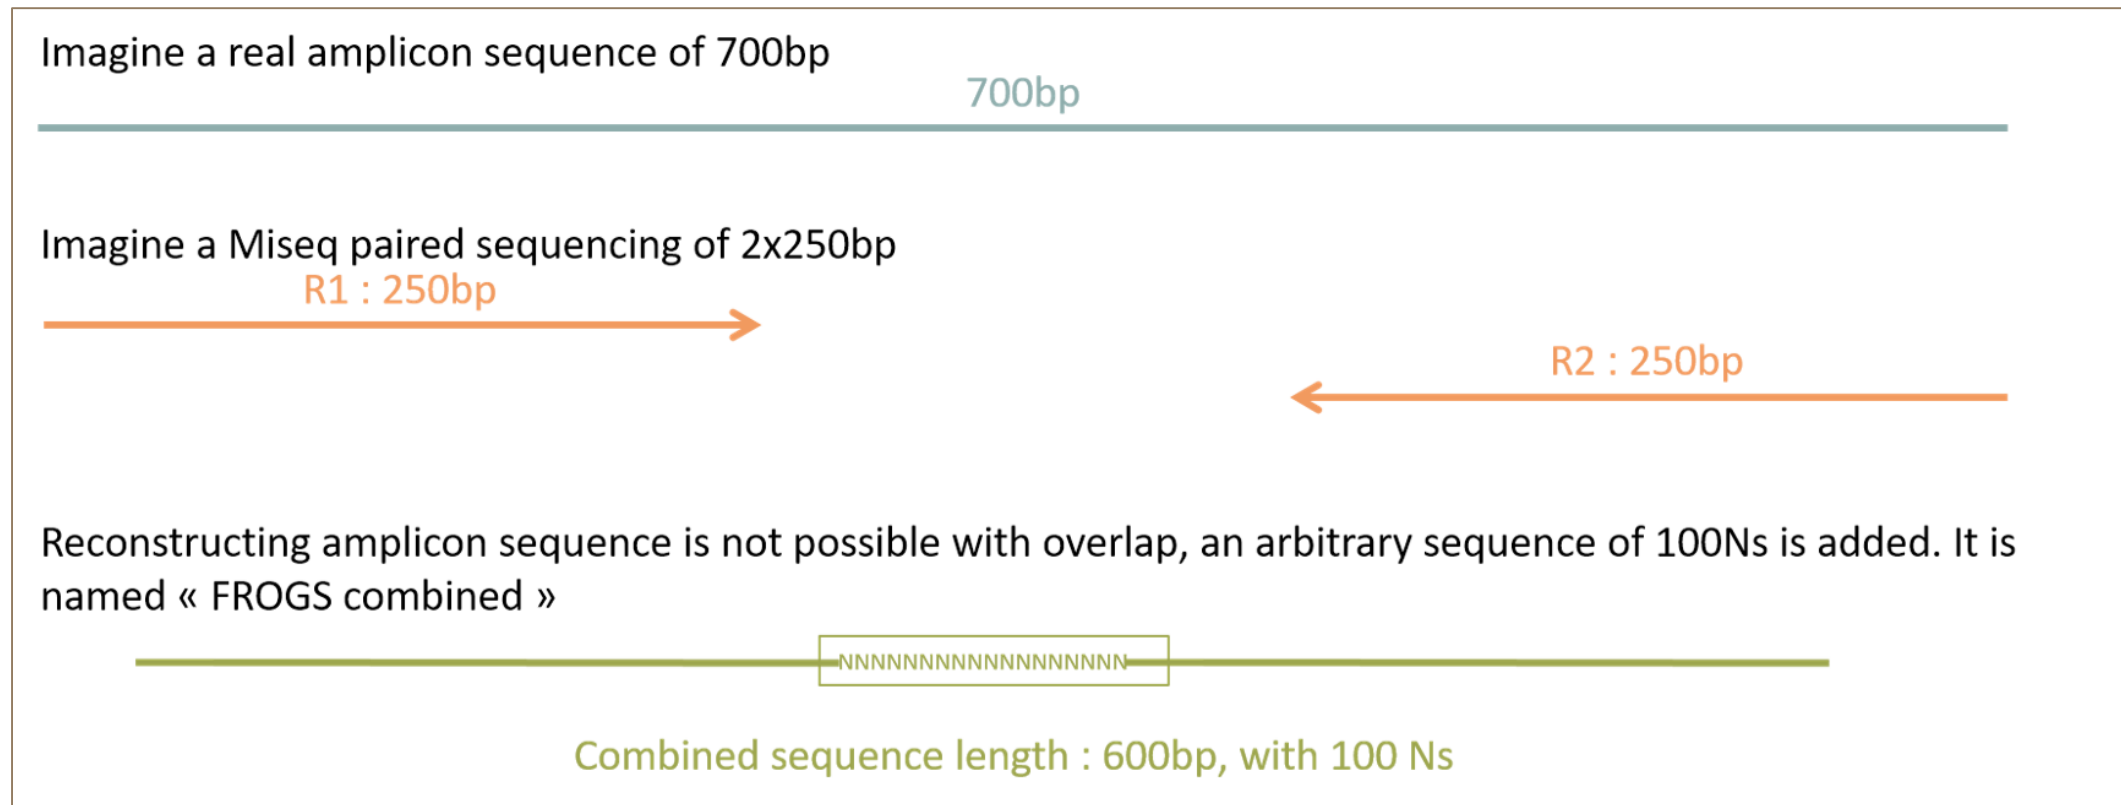 Imagine a real amplicon sequence of 700bp
700bp
Imagine a Miseq paired sequencing of 2x250bp
R1 : 250bp
R2 : 250bp
Reconstructing amplicon sequence is not possible with overlap, an arbitrary sequence of 100Ns is added. It is
named « FROGS combined »
NNNNNNNNNNNNNNNNNN
Combined sequence length : 600bp, with 100 Ns